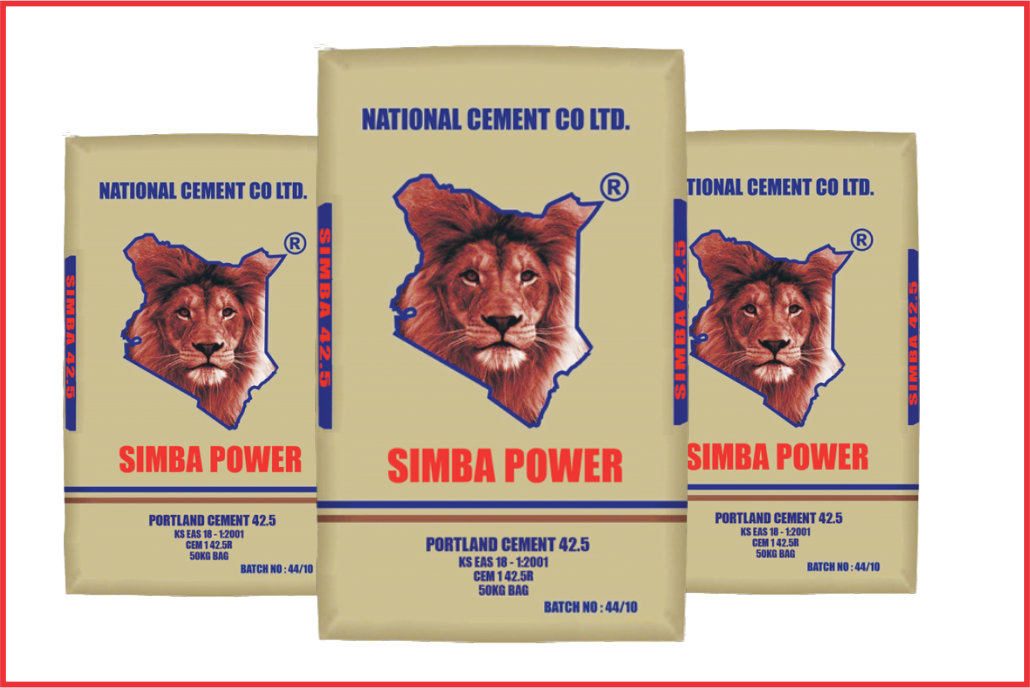 NATIONAL CEMENT CO LTD.
®
SIMBA 42.5
SIMBA POWER
PORTLAND CEMENT 42.5
KS EAS 18 - 1:2001
CEM 1 42.5R
50KG BAG
BATCH NO : 44/10
NATIONAL CEMENT CO LTD.
®
SIMBA 42.5
SIMBA 42.5
SIMBA POWER
PORTLAND CEMENT 42.5
KS EAS 18 - 1:2001
CEM 1 42.5R
50KG BAG
BATCH NO : 44/10
TIONAL CEMENT CO LTD.
®
SIMBA 42.5
SIMBA POWER
PORTLAND CEMENT 42.5
KS EAS 18 - 1:2001
CEM 1 42.5R
50KG BAG
BATCH NO : 44/10